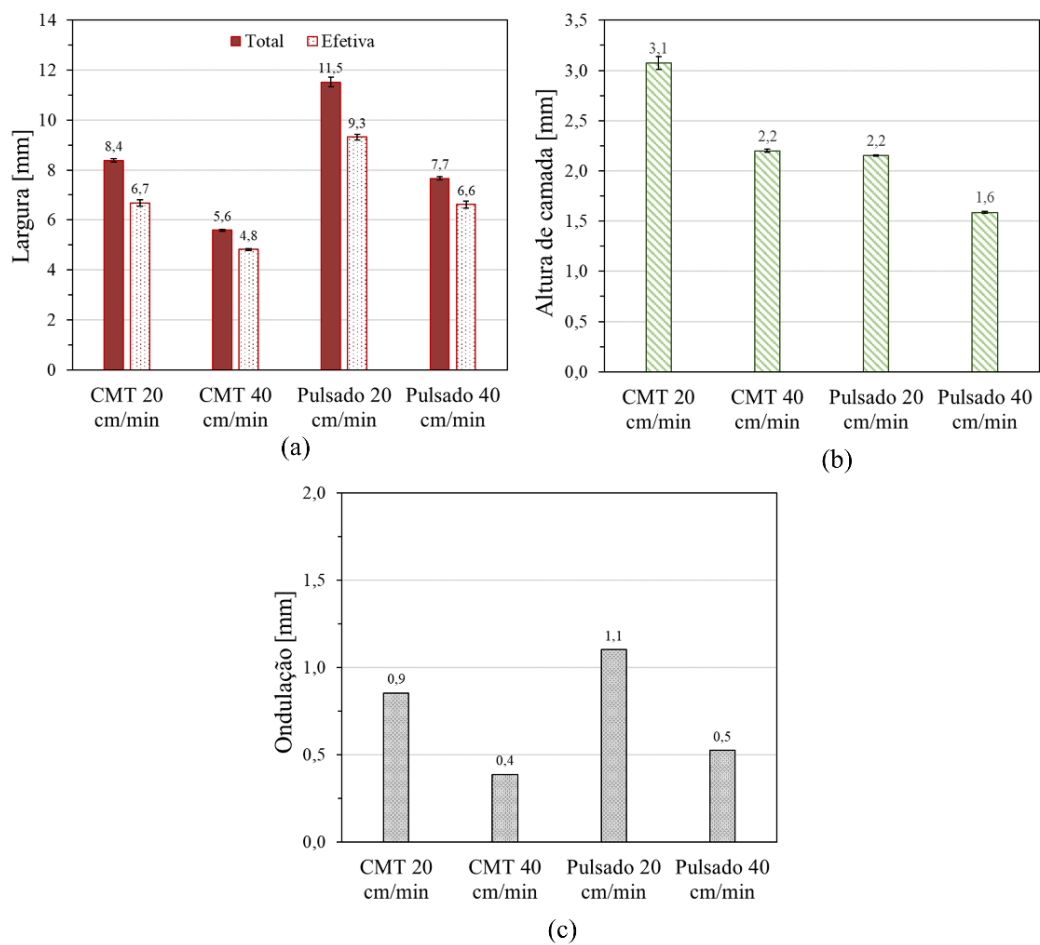 14
12
10
8
6
4
2
0
Largura [mm]
Total Efetiva
8,4
6,7
5,6
4,8
11,5
9,3
7,7
6,6
CMT 20 cm/min
CMT 40 cm/min
Pulsado 20 cm/min
Pulsado 40 cm/min
(a)
3,5
3,0
2,5
2,0
1,5
1,0
0,5
0,0
Altura de camada [mm]
3,1
2,2
2,2
1,6
CMT 20 cm/min
CMT 40 cm/min
Pulsado 20 cm/min
Pulsado 40 cm/min
(b)
2,0
1,5
1,0
0,5
0,0
Ondulação [mm]
0,9
0,4
1,1
0,5
CMT 20 cm/min
CMT 40 cm/min
Pulsado 20 cm/min
Pulsado 40 cm/min
(c)